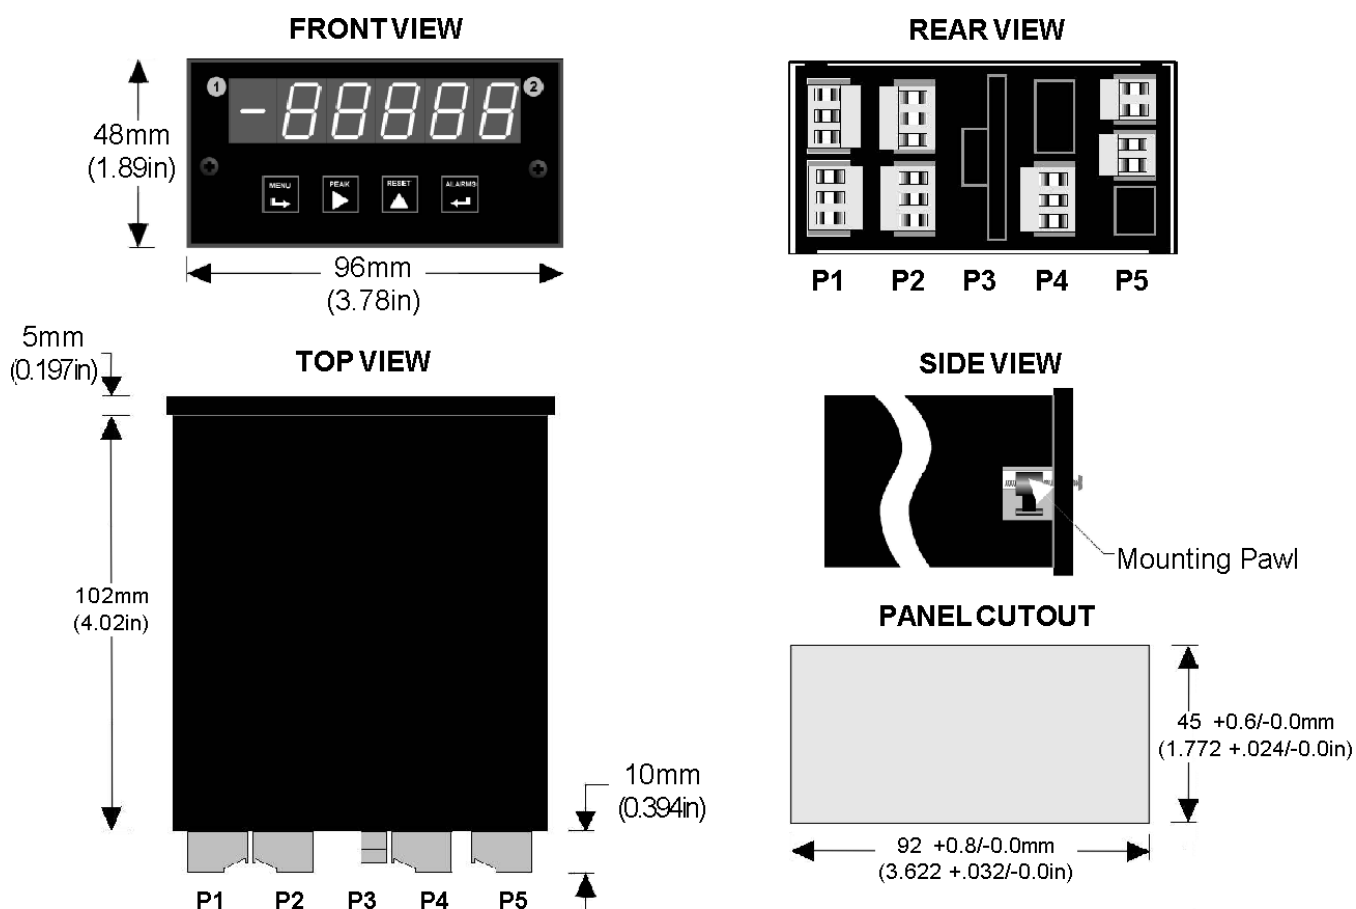 FRONT VIEW
REAR VIEW
1
2
-88888
48mm
(1.89in)
MENU
PEAK
RESET
ALARMS
96mm
(3.78in)
P1 P2 P3 P4 P5
5mm
(0.197in)
TOP VIEW
SIDE VIEW
Mounting Pawl
102mm
(4.02in)
PANEL CUTOUT
45 +0.6/-0.0mm
(1.772 +.024/-0.0in)
10mm
(0.394in)
92 +0.8/-0.0mm
(3.622 +.032/-0.0in)
P1 P2 P3 P4 P5